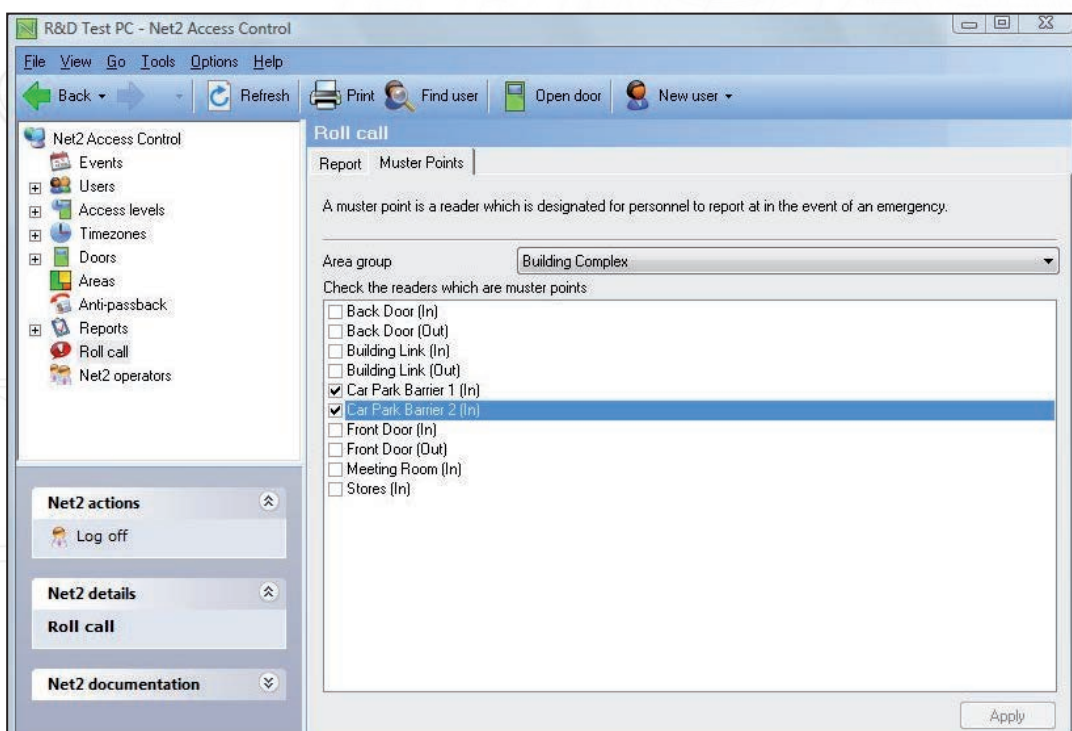 R&D Test PC - Net2 Access Control
File View Go Tools Options Help
Back Refresh Print Find user Open door New user
Net2 Access Control
Events
Users
Access levels
Timezones
Doors
Areas
Anti-passback
Reports
Roll call
Net2 operators
Net2 actions
Log off
Net2 details
Roll call
Net2 documentation
Roll call
Report Muster Points
A muster point is a reader which is designated for personnel to report at in the event of an emergency.
Area group Building Complex
Check the readers which are muster points
Back Door (In)
Back Door (Out)
Building Link (In)
Building Link (Out)
Car Park Barrier 1 (In)
Car Park Barrier 2 (In)
Front Door (In)
Front Door (Out)
Meeting Room (In)
Stores (In)
Apply